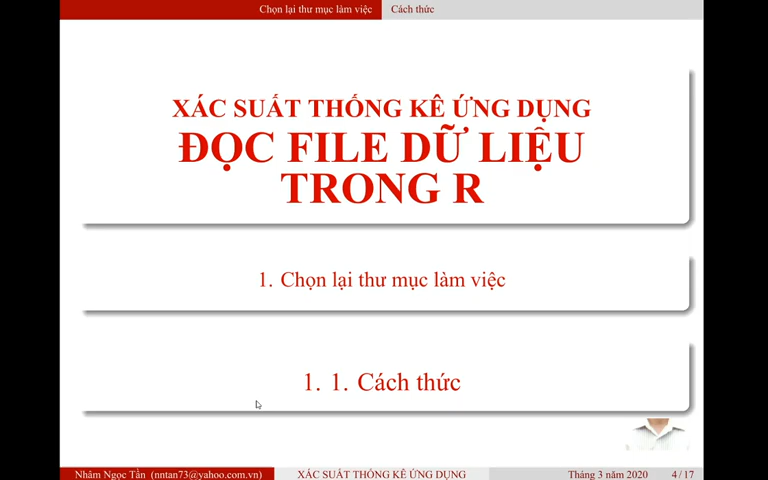 Chọn lại thư mục làm việc Cách thức
XÁC SUẤT THỐNG KÊ ỨNG DỤNG
ĐỌC FILE DỮ LIỆU
TRONG R
1. Chọn lại thư mục làm việc
1. 1. Cách thức
Nhâm Ngọc Tần (nntan73@yahoo.com.vn) XÁC SUẤT THỐNG KÊ ỨNG DỤNG Tháng 3 năm 2020 4 / 17